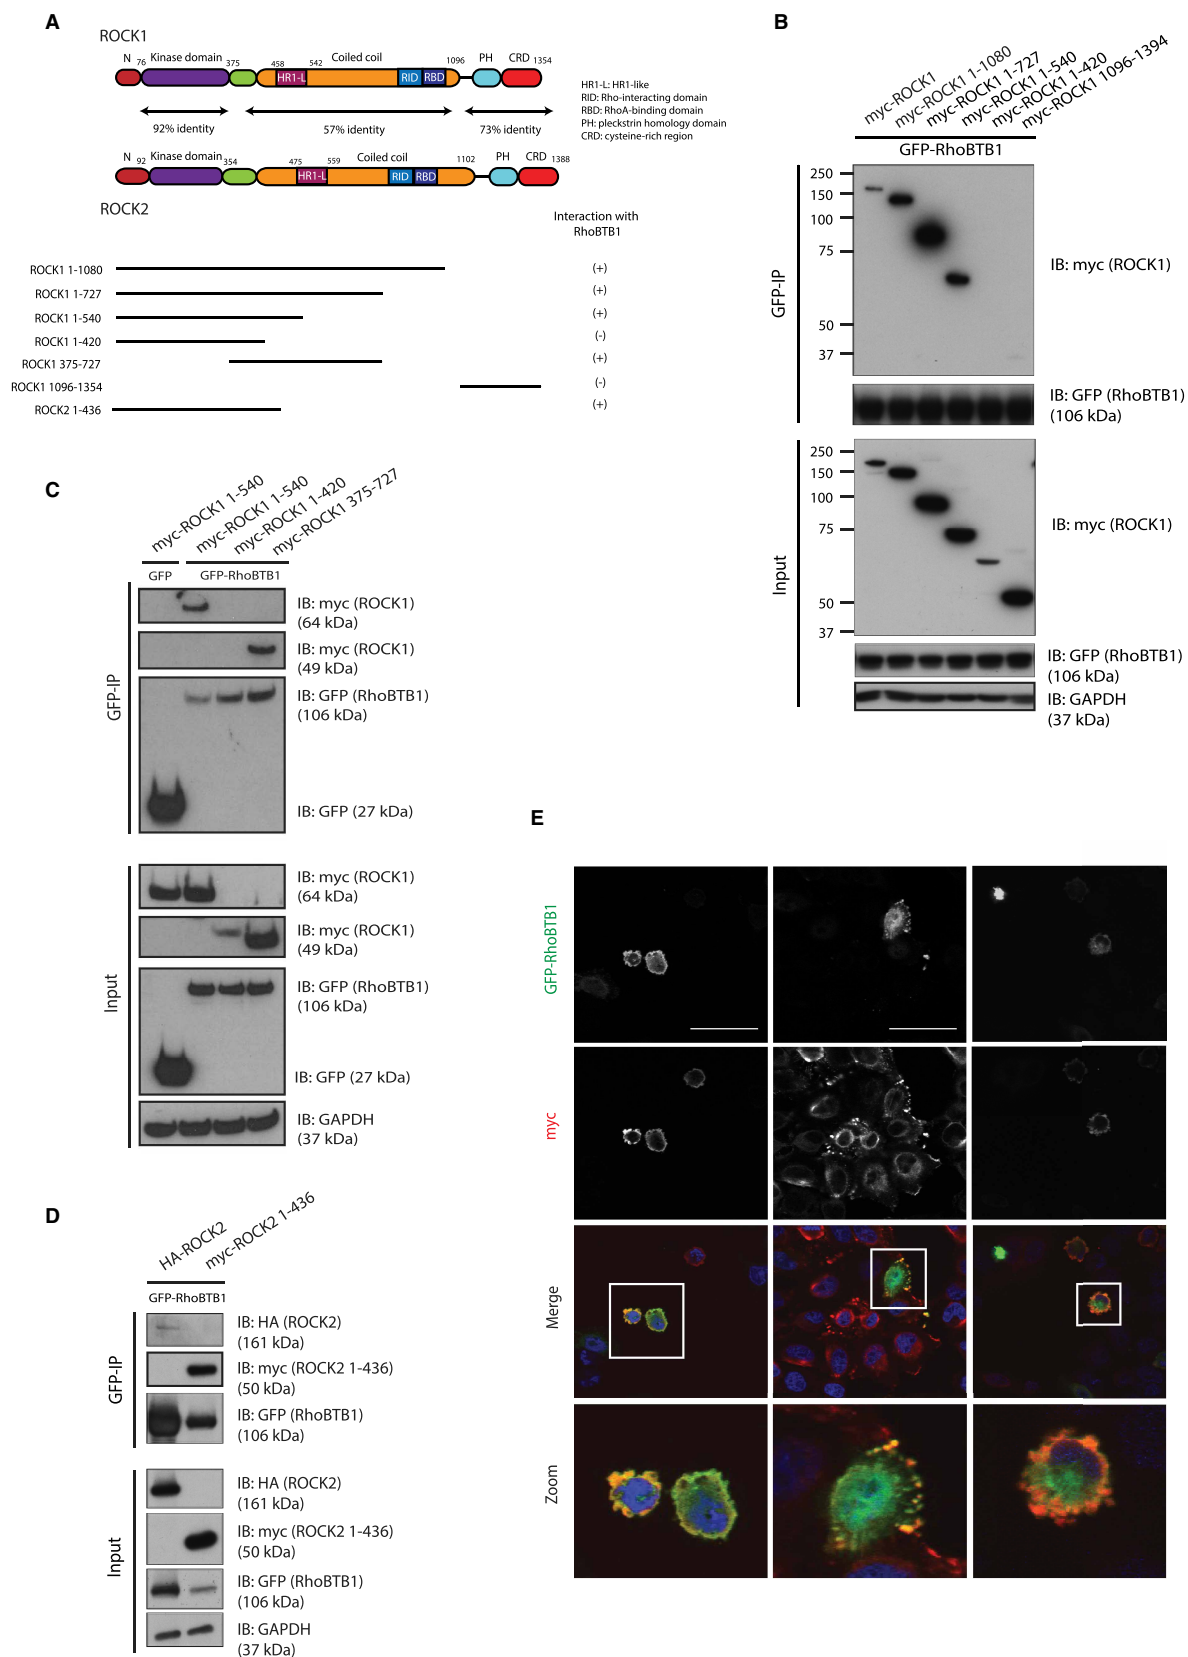 A
ROCK1
N 76 Kinase domain 375 458 542 Coiled coil 1096 PH CRD 1354
HR1-L RID RBD
92% identity 57% identity 73% identity
HR1-L: HR1-like
RID: Rho-interacting domain
RBD: RhoA-binding domain
PH: pleckstrin homology domain
CRD: cysteine-rich region
N 92 Kinase domain 354 475 559 Coiled coil 1102 PH CRD 1388
HR1-L RID RBD
ROCK2
Interaction with
RhoBTB1
ROCK1 1-1080 (+)
ROCK1 1-727 (+)
ROCK1 1-540 (+)
ROCK1 1-420 (-)
ROCK1 375-727 (+)
ROCK1 1096-1354 (-)
ROCK2 1-436 (+)
B
myc-ROCK1
myc-ROCK1 1-1080
myc-ROCK1 1-727
myc-ROCK1 1-540
myc-ROCK1 1-420
myc-ROCK1 1096-1394
GFP-RhoBTB1
GFP-IP
250
150
100
75
50
37
IB: myc (ROCK1)
IB: GFP (RhoBTB1)
(106 kDa)
Input
250
150
100
75
50
37
IB: myc (ROCK1)
IB: GFP (RhoBTB1)
(106 kDa)
IB: GAPDH
(37 kDa)
C
myc-ROCK1 1-540
myc-ROCK1 1-540
myc-ROCK1 1-420
myc-ROCK1 375-727
GFP GFP-RhoBTB1
GFP-IP
IB: myc (ROCK1)
(64 kDa)
IB: myc (ROCK1)
(49 kDa)
IB: GFP (RhoBTB1)
(106 kDa)
IB: GFP (27 kDa)
Input
IB: myc (ROCK1)
(64 kDa)
IB: myc (ROCK1)
(49 kDa)
IB: GFP (RhoBTB1)
(106 kDa)
IB: GFP (27 kDa)
IB: GAPDH
(37 kDa)
D
HA-ROCK2
myc-ROCK2 1-436
GFP-RhoBTB1
GFP-IP
IB: HA (ROCK2)
(161 kDa)
IB: myc (ROCK2 1-436)
(50 kDa)
IB: GFP (RhoBTB1)
(106 kDa)
Input
IB: HA (ROCK2)
(161 kDa)
IB: myc (ROCK2 1-436)
(50 kDa)
IB: GFP (RhoBTB1)
(106 kDa)
IB: GAPDH
(37 kDa)
E
GFP-RhoBTB1
myc
Merge
Zoom